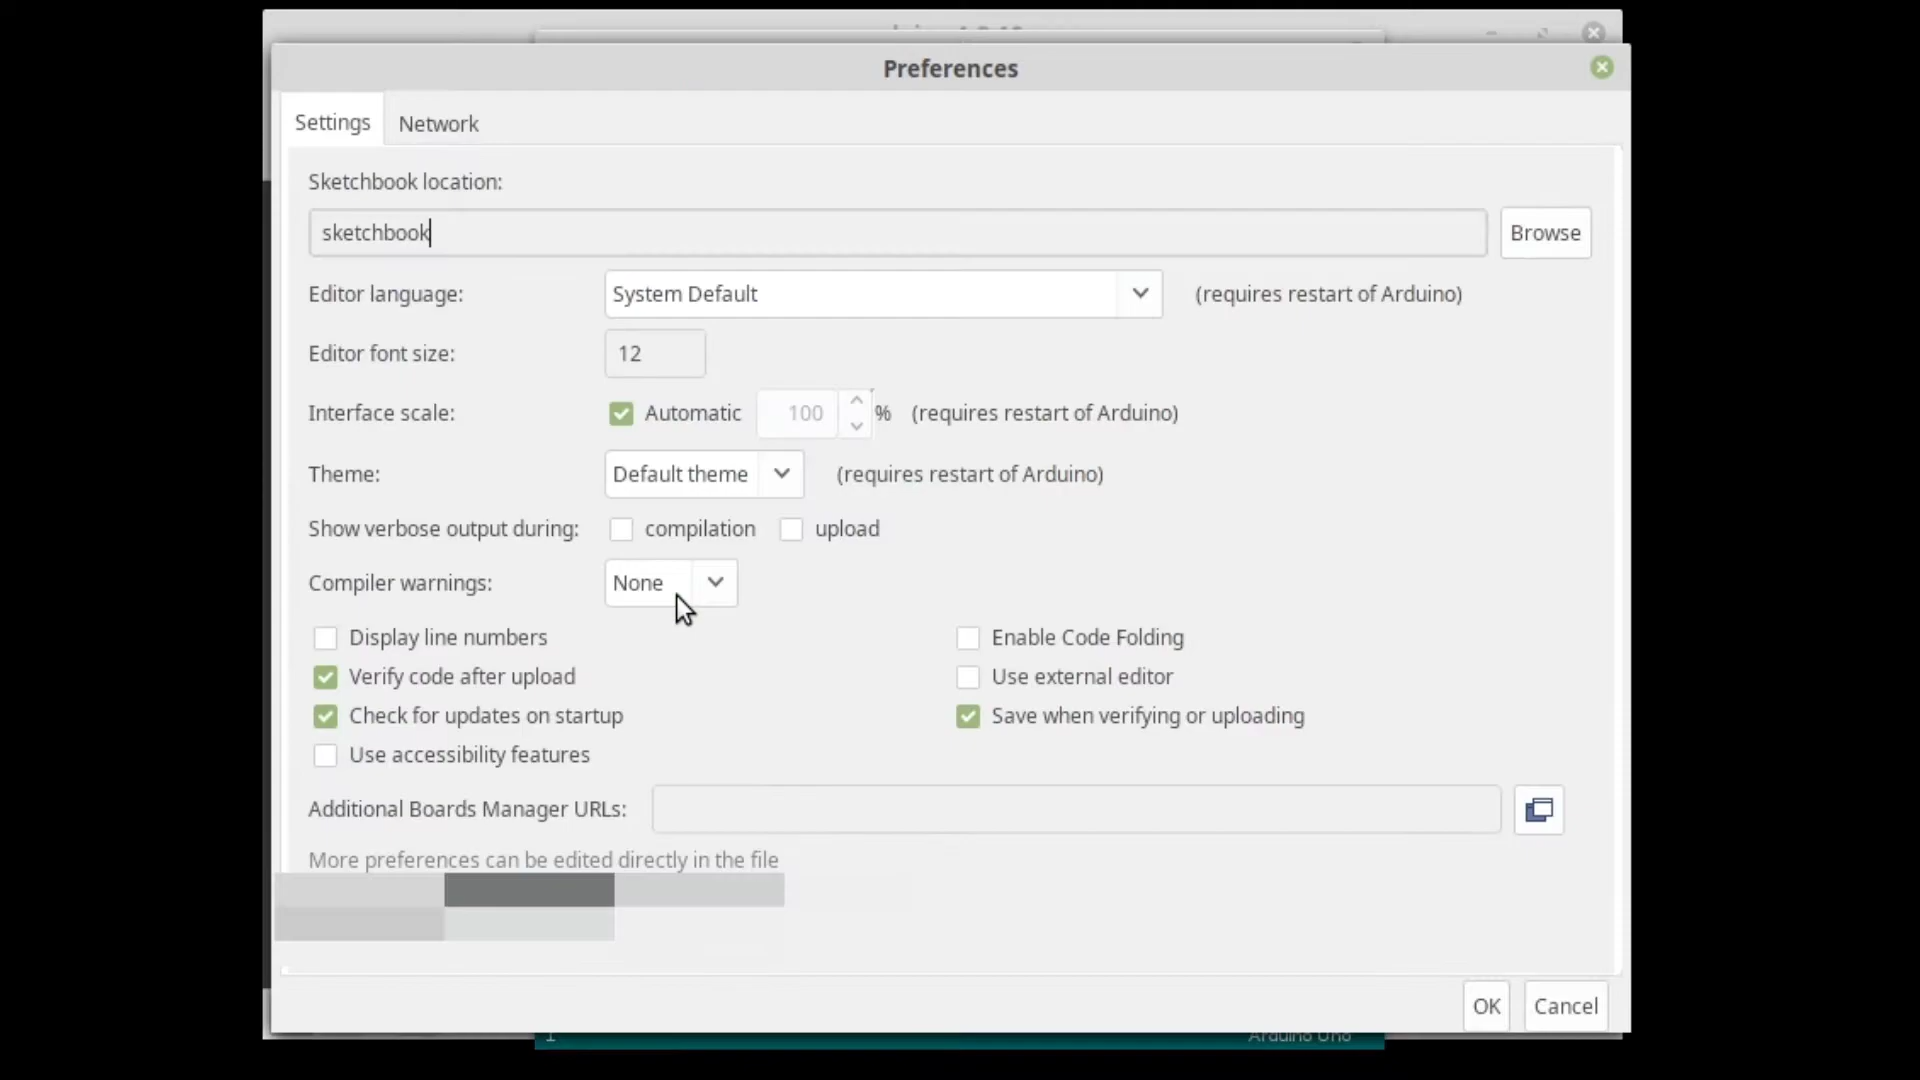 Preferences
Settings
Network
Sketchbook location:
sketchbook
Browse
Editor language:
System Default
(requires restart of Arduino)
Editor font size:
12
Interface scale:
Automatic
100
%
(requires restart of Arduino)
Theme:
Default theme
(requires restart of Arduino)
Show verbose output during:
compilation
upload
Compiler warnings:
None
Display line numbers
Enable Code Folding
Verify code after upload
Use external editor
Check for updates on startup
Save when verifying or uploading
Use accessibility features
Additional Boards Manager URLs:
More preferences can be edited directly in the file
OK
Cancel
1
Arduino Uno